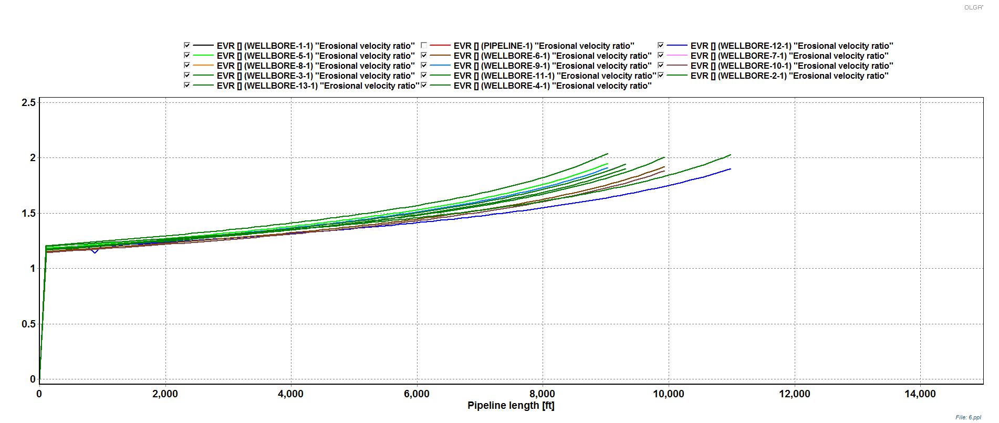 OLGA
EVR [] (WELLBORE-1-1) "Erosional velocity ratio" EVR [] (PIPELINE-1) "Erosional velocity ratio" EVR [] (WELLBORE-12-1) "Erosional velocity ratio"
EVR [] (WELLBORE-5-1) "Erosional velocity ratio" EVR [] (WELLBORE-6-1) "Erosional velocity ratio" EVR [] (WELLBORE-7-1) "Erosional velocity ratio"
EVR [] (WELLBORE-8-1) "Erosional velocity ratio" EVR [] (WELLBORE-9-1) "Erosional velocity ratio" EVR [] (WELLBORE-10-1) "Erosional velocity ratio"
EVR [] (WELLBORE-3-1) "Erosional velocity ratio" EVR [] (WELLBORE-11-1) "Erosional velocity ratio" EVR [] (WELLBORE-2-1) "Erosional velocity ratio"
EVR [] (WELLBORE-13-1) "Erosional velocity ratio" EVR [] (WELLBORE-4-1) "Erosional velocity ratio"
2.5
2
1.5
1
0.5
0
0 2,000 4,000 6,000 8,000 10,000 12,000 14,000
Pipeline length [ft]
File: 6.ppl